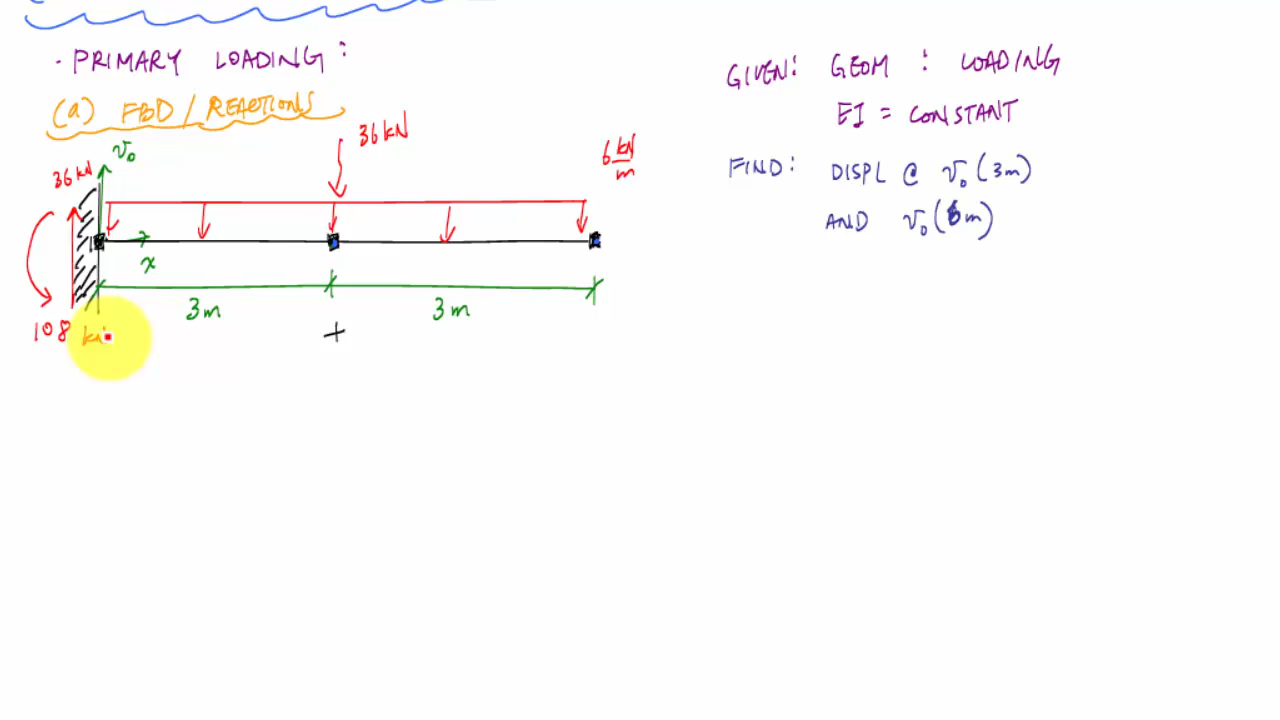 · PRIMARY LOADING:
(a) FBD / REACTIONS
36 kN
v₀
36 kN
6 kN/m
x
3m
3m
108 kN
GIVEN: GEOM : LOADING
EI = CONSTANT
FIND: DISPL @ v₀(3m)
AND v₀(6m)